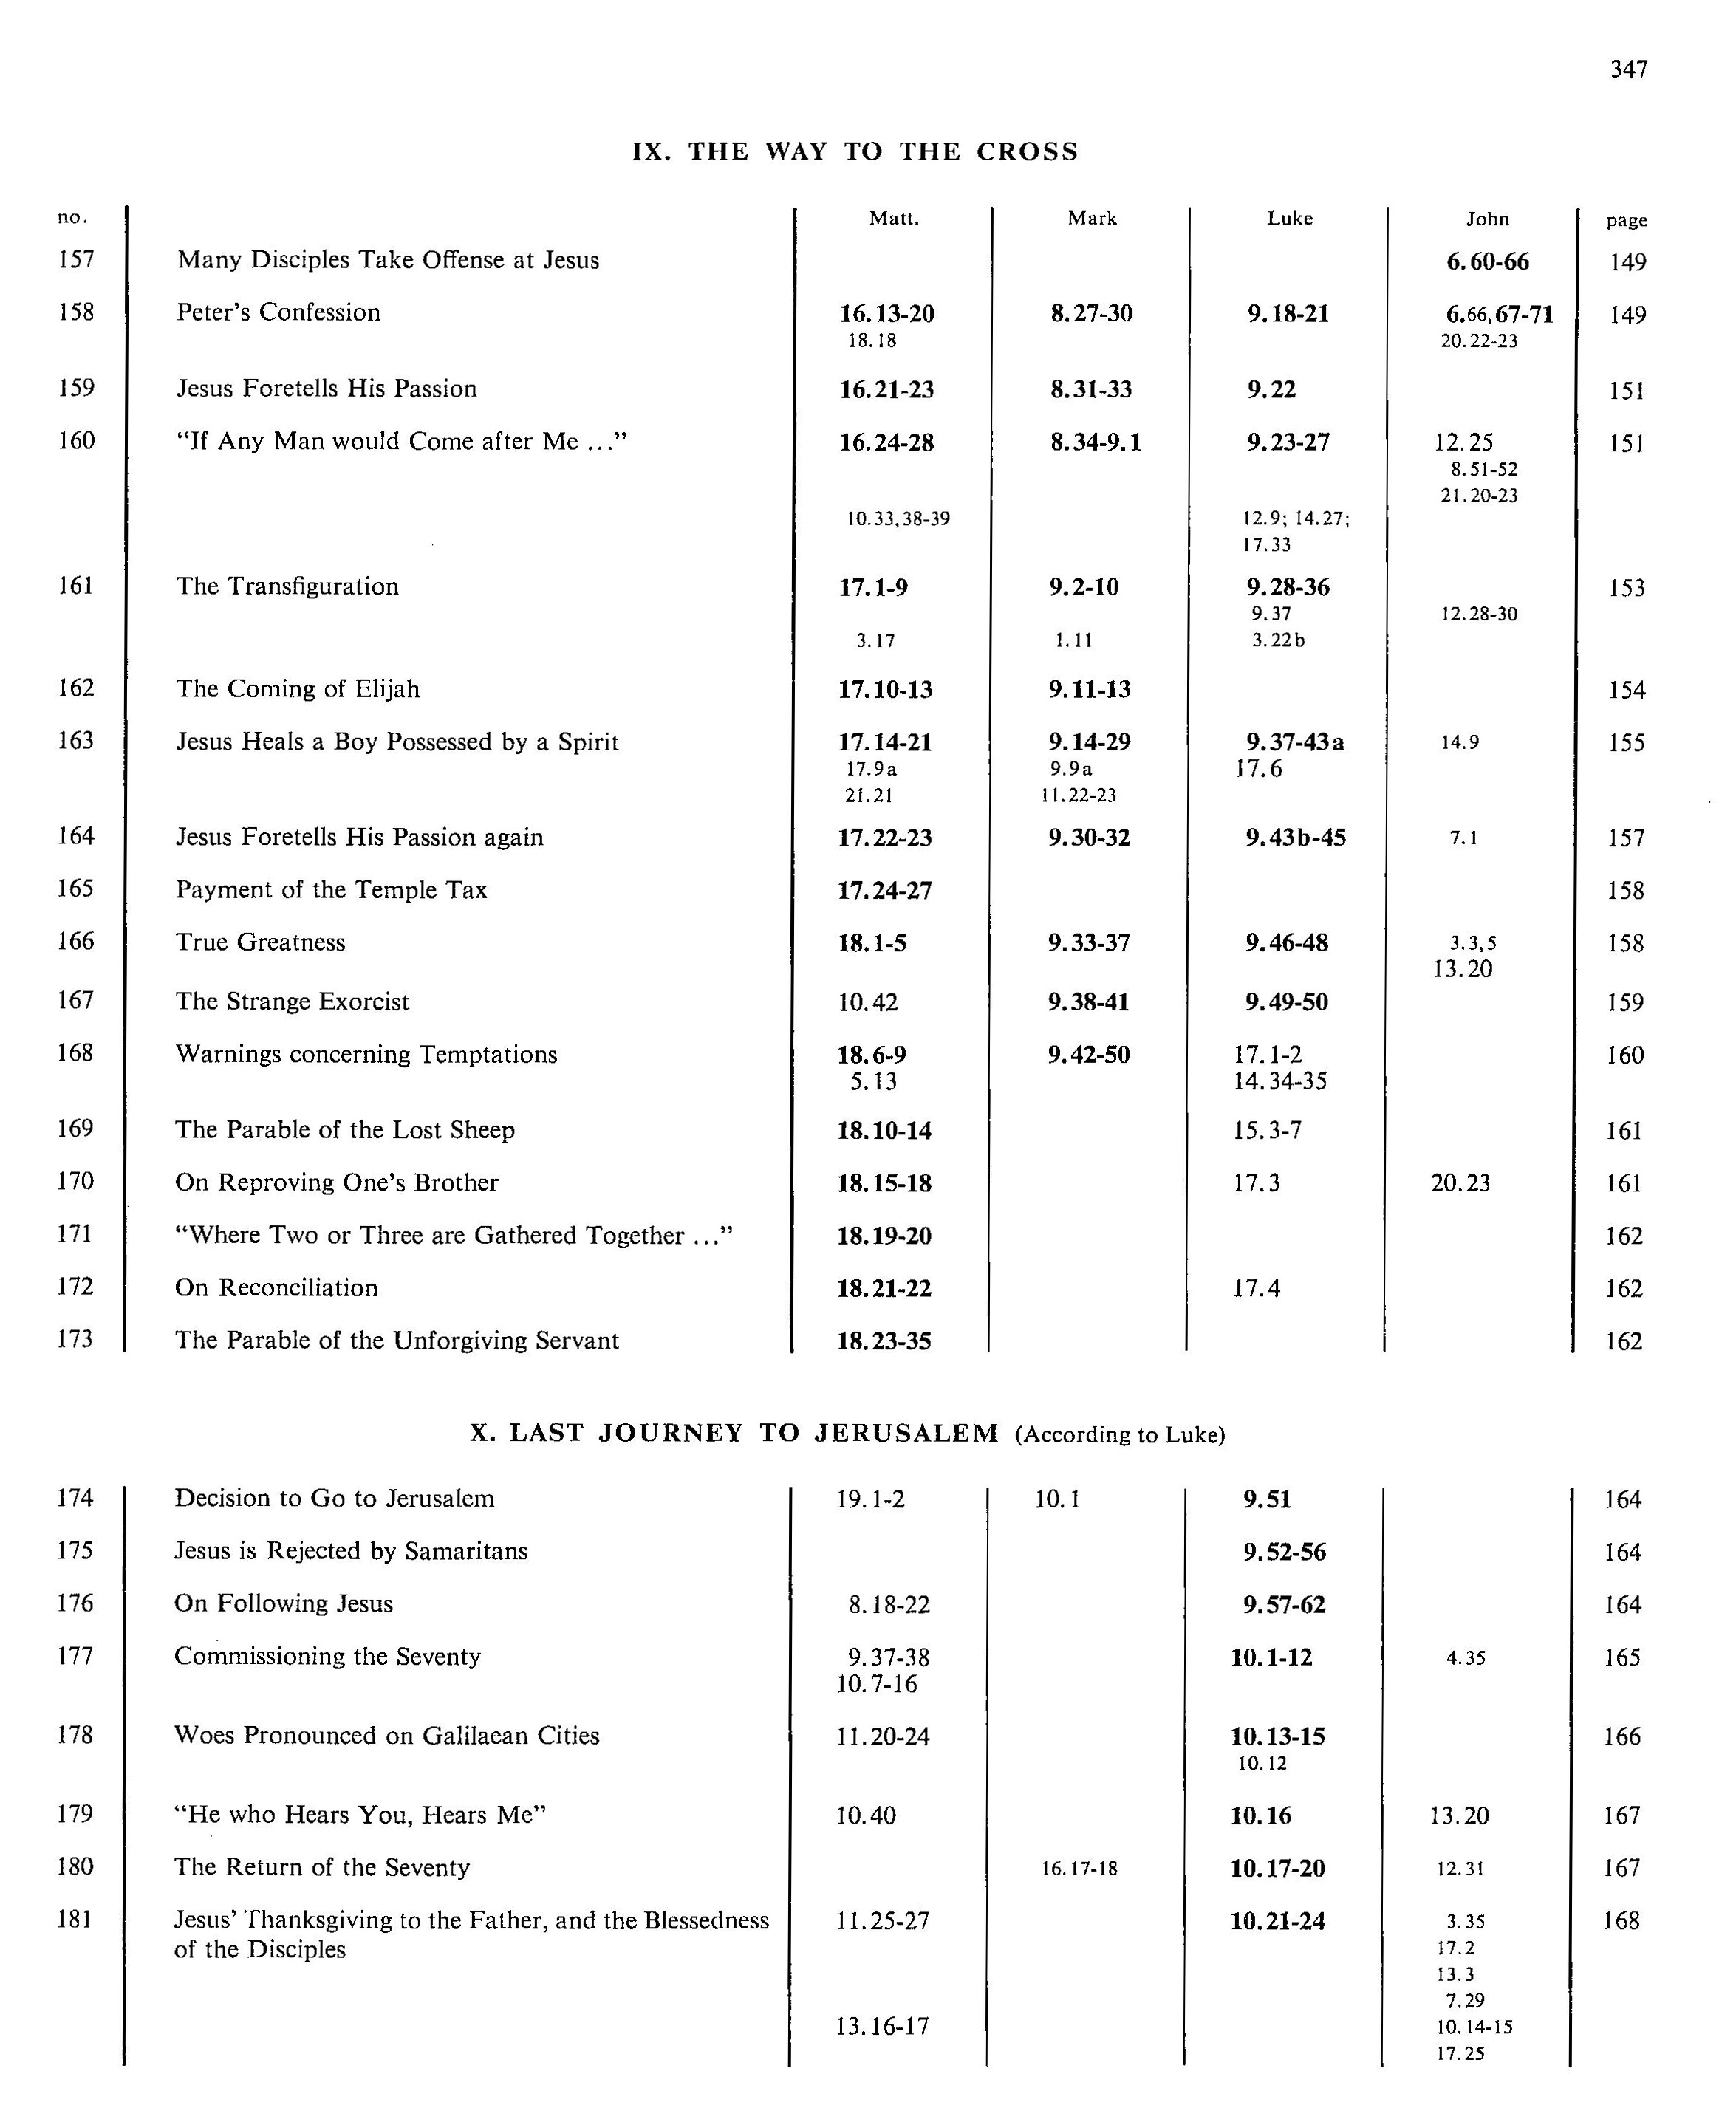 347
IX. THE WAY TO THE CROSS
no. Matt. Mark Luke John page
157 Many Disciples Take Offense at Jesus 6.60-66 149
158 Peter's Confession 16.13-20 8.27-30 9.18-21 6.66,67-71 149
18.18 20.22-23
159 Jesus Foretells His Passion 16.21-23 8.31-33 9.22 151
160 “If Any Man would Come after Me ...” 16.24-28 8.34-9.1 9.23-27 12.25 151
8.51-52
21.20-23
10.33,38-39 12.9; 14.27;
17.33
161 The Transfiguration 17.1-9 9.2-10 9.28-36 153
9.37 12.28-30
3.17 1.11 3.22b
162 The Coming of Elijah 17.10-13 9.11-13 154
163 Jesus Heals a Boy Possessed by a Spirit 17.14-21 9.14-29 9.37-43a 14.9 155
17.9a 9.9a 17.6
21.21 11.22-23
164 Jesus Foretells His Passion again 17.22-23 9.30-32 9.43b-45 7.1 157
165 Payment of the Temple Tax 17.24-27 158
166 True Greatness 18.1-5 9.33-37 9.46-48 3.3,5 158
13.20
167 The Strange Exorcist 10.42 9.38-41 9.49-50 159
168 Warnings concerning Temptations 18.6-9 9.42-50 17.1-2 160
5.13 14.34-35
169 The Parable of the Lost Sheep 18.10-14 15.3-7 161
170 On Reproving One's Brother 18.15-18 17.3 20.23 161
171 “Where Two or Three are Gathered Together ...” 18.19-20 162
172 On Reconciliation 18.21-22 17.4 162
173 The Parable of the Unforgiving Servant 18.23-35 162
X. LAST JOURNEY TO JERUSALEM (According to Luke)
174 Decision to Go to Jerusalem 19.1-2 10.1 9.51 164
175 Jesus is Rejected by Samaritans 9.52-56 164
176 On Following Jesus 8.18-22 9.57-62 164
177 Commissioning the Seventy 9.37-38 10.1-12 4.35 165
10.7-16
178 Woes Pronounced on Galilaean Cities 11.20-24 10.13-15 166
10.12
179 “He who Hears You, Hears Me” 10.40 10.16 13.20 167
180 The Return of the Seventy 16.17-18 10.17-20 12.31 167
181 Jesus' Thanksgiving to the Father, and the Blessedness 11.25-27 10.21-24 3.35 168
of the Disciples 17.2
13.3
7.29
13.16-17 10.14-15
17.25